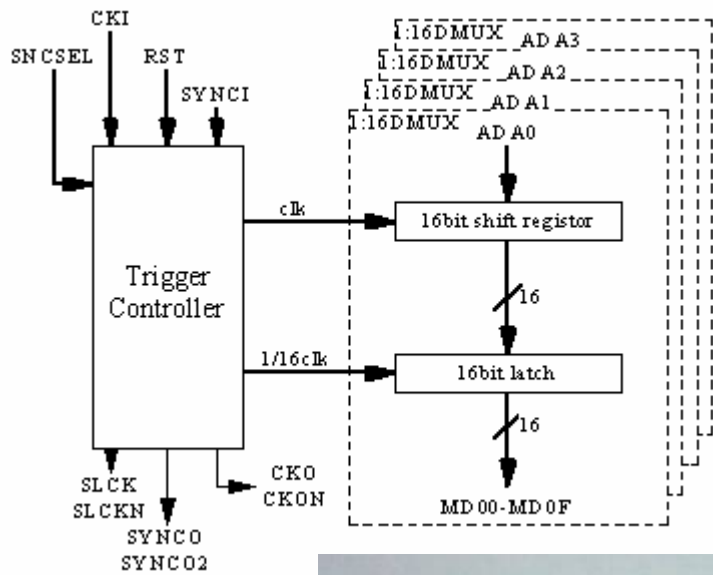 CKI
SNCSEL
RST
SYNCI
Trigger
Controller
SLCK
SLCKN
SYNCO
SYNCO2
CKO
CKON
clk
1/16clk
1:16DMUX
ADA3
1:16DMUX
ADA2
1:16DMUX
ADA1
1:16DMUX
ADA0
16bit shift registor
16
16bit latch
16
MD00-MD0F